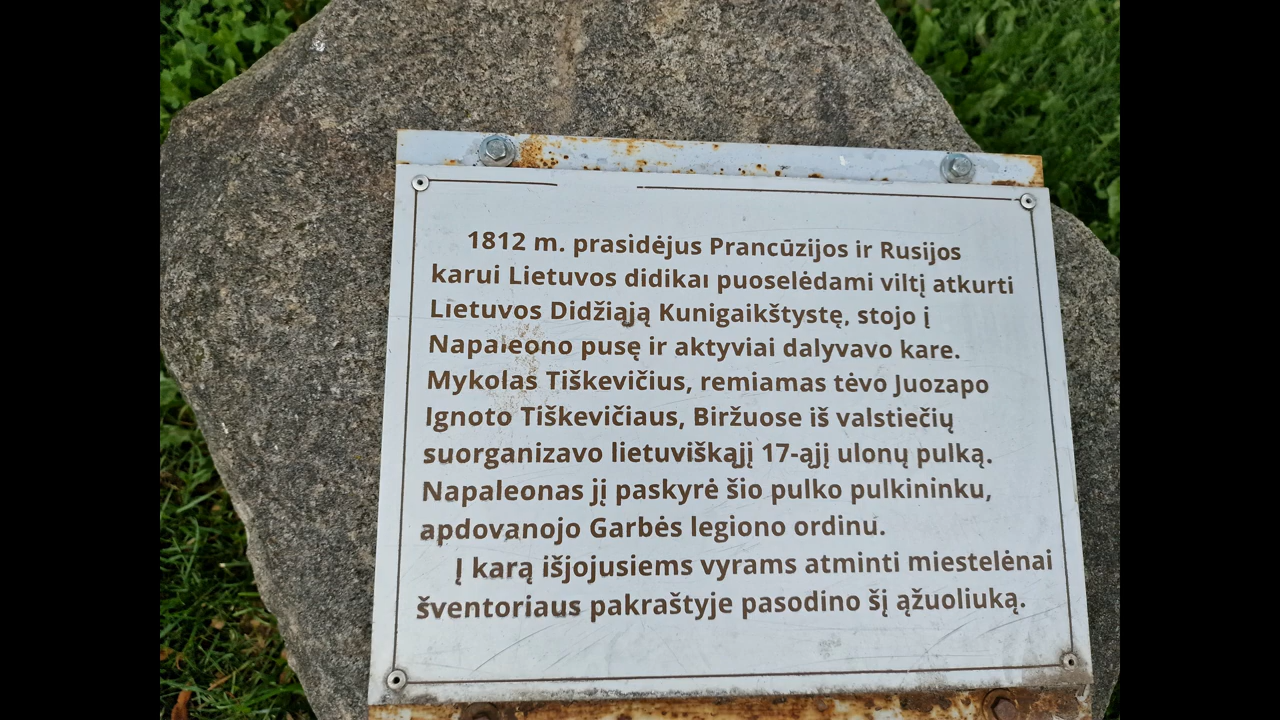 1812 m. prasidėjus Prancūzijos ir Rusijos
karui Lietuvos didikai puoselėdami viltį atkurti
Lietuvos Didžiąją Kunigaikštystę, stojo į
Napaleono pusę ir aktyviai dalyvavo kare.
Mykolas Tiškevičius, remiamas tėvo Juozapo
Ignoto Tiškevičiaus, Biržuose iš valstiečių
suorganizavo lietuviškąjį 17-ąjį ulonų pulką.
Napaleonas jį paskyrė šio pulko pulkininku,
apdovanojo Garbės legiono ordinu.
Į karą išjojusiems vyrams atminti miestelėnai
šventoriaus pakraštyje pasodino šį ąžuoliuką.